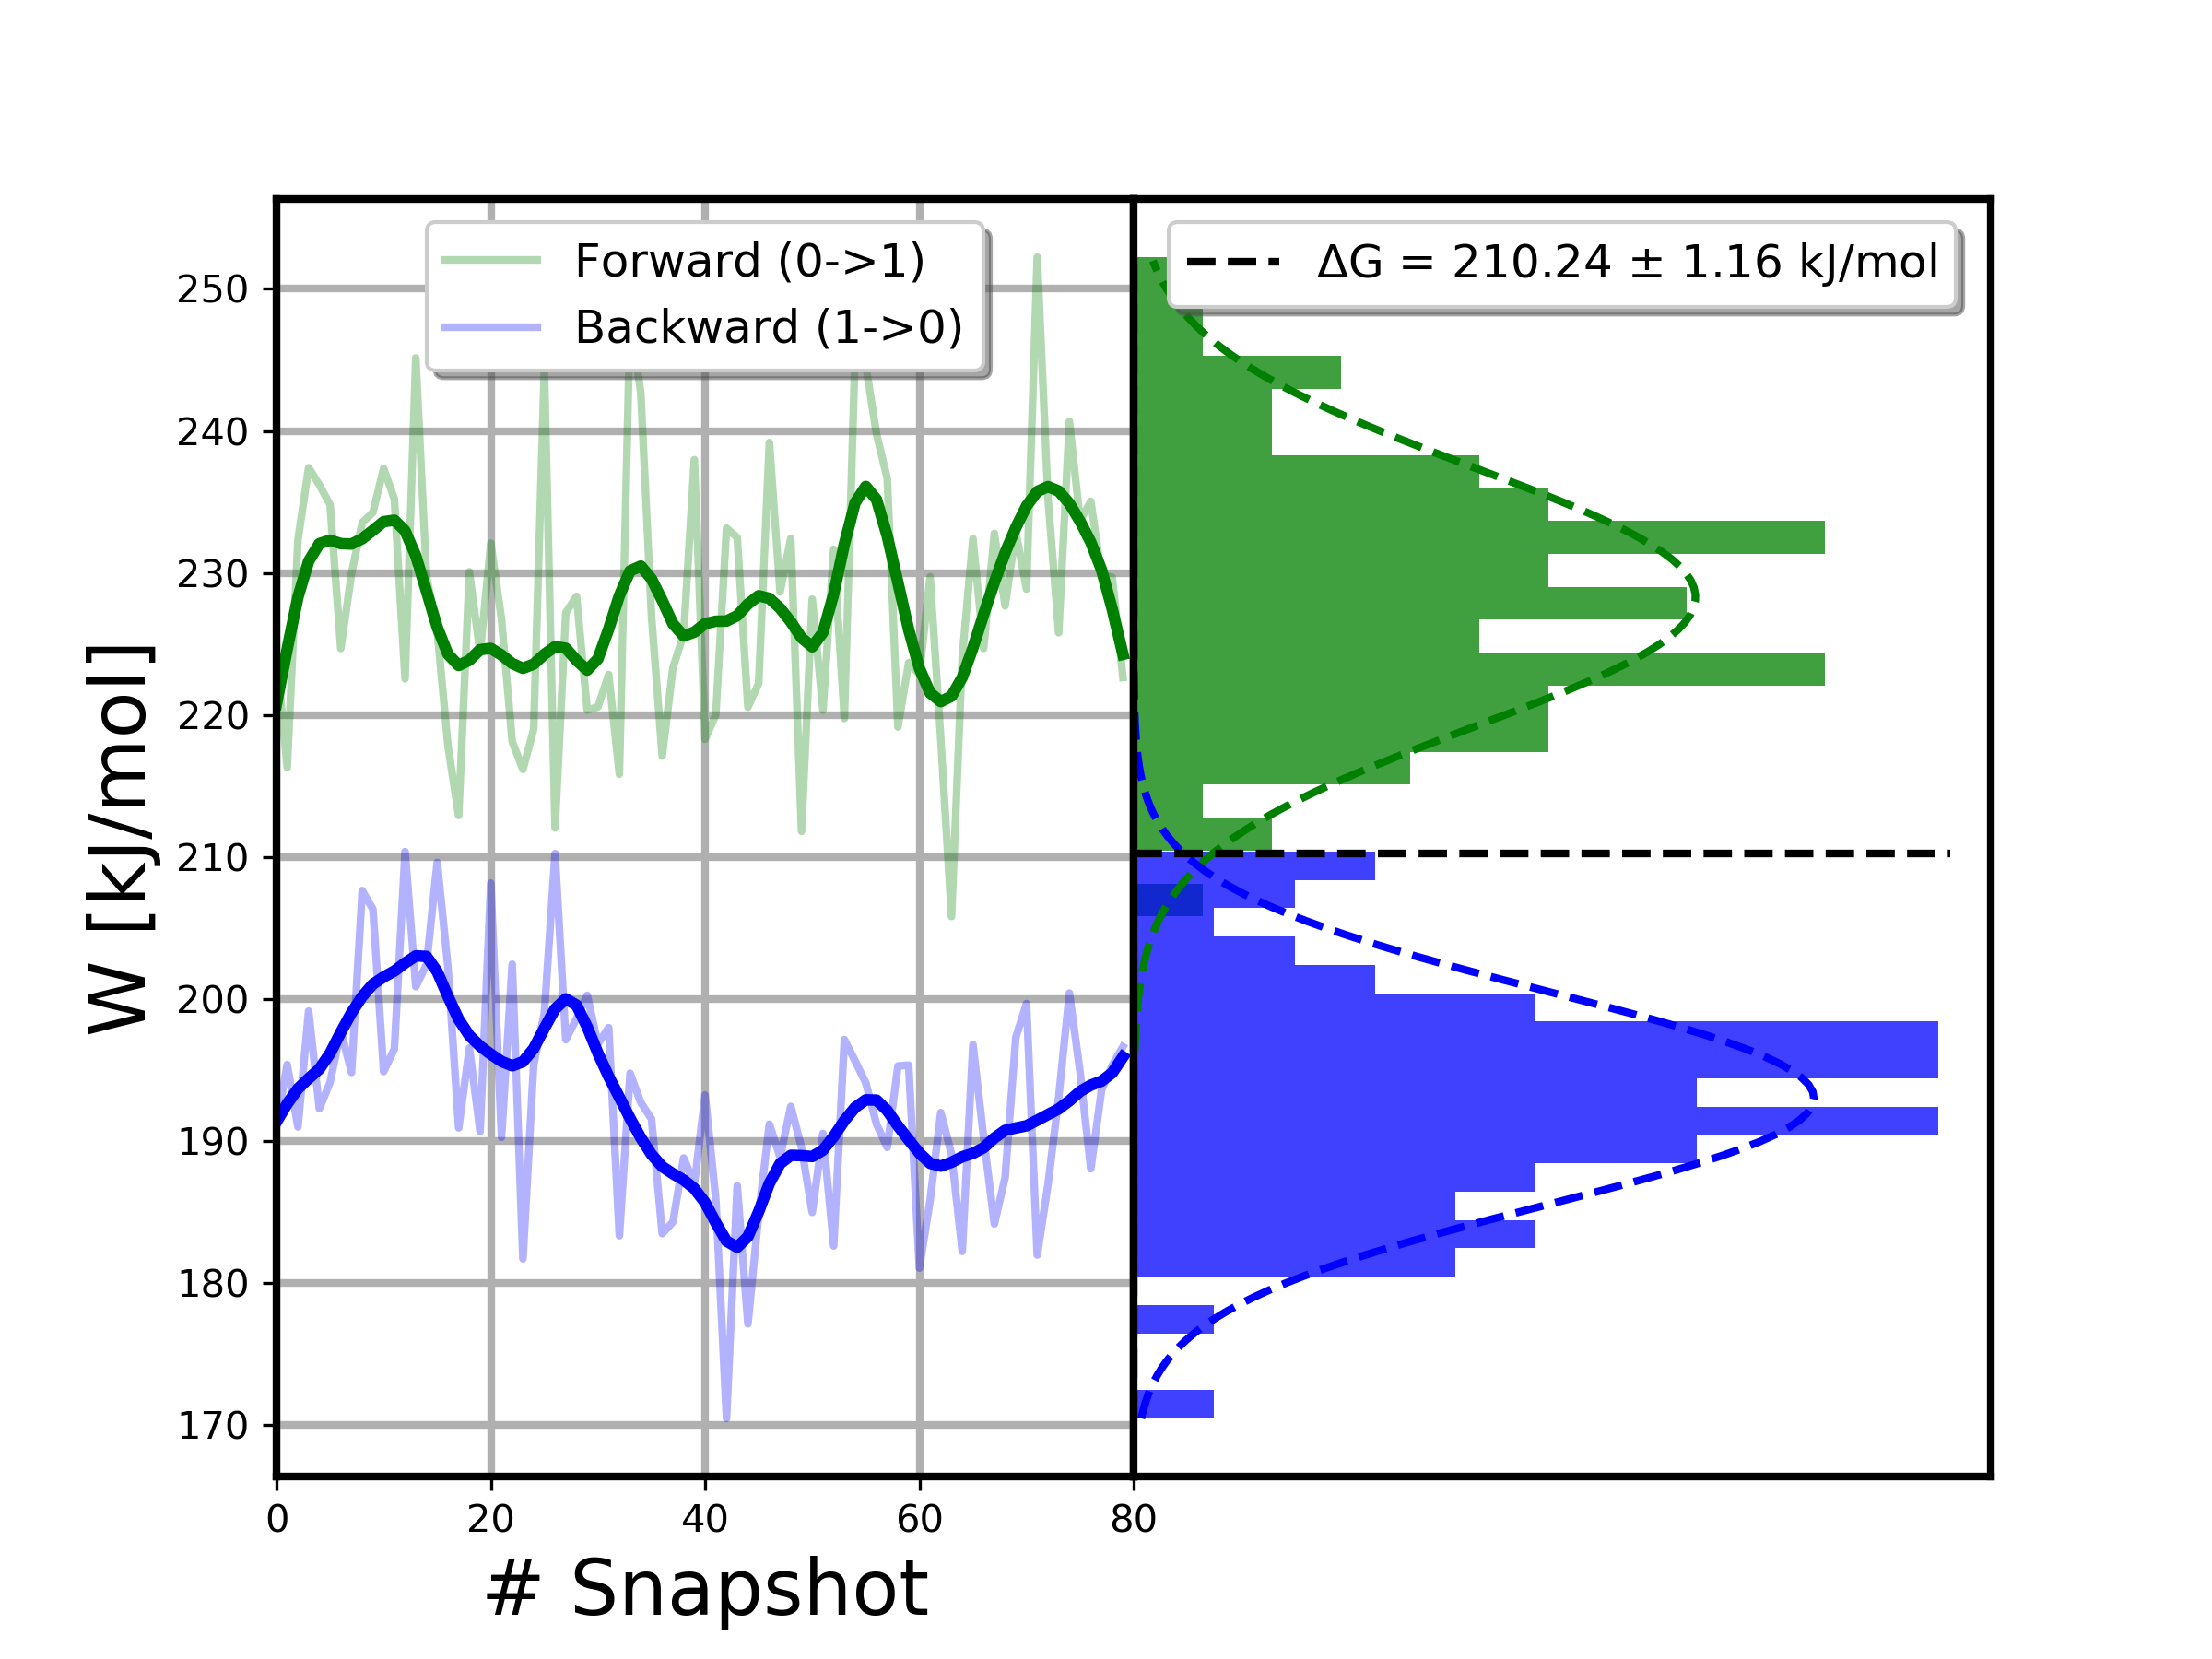 Forward (0->1)
Backward (1->0)
ΔG = 210.24 ± 1.16 kJ/mol
W [kJ/mol]
250
240
230
220
210
200
190
180
170
0 20 40 60 80
# Snapshot